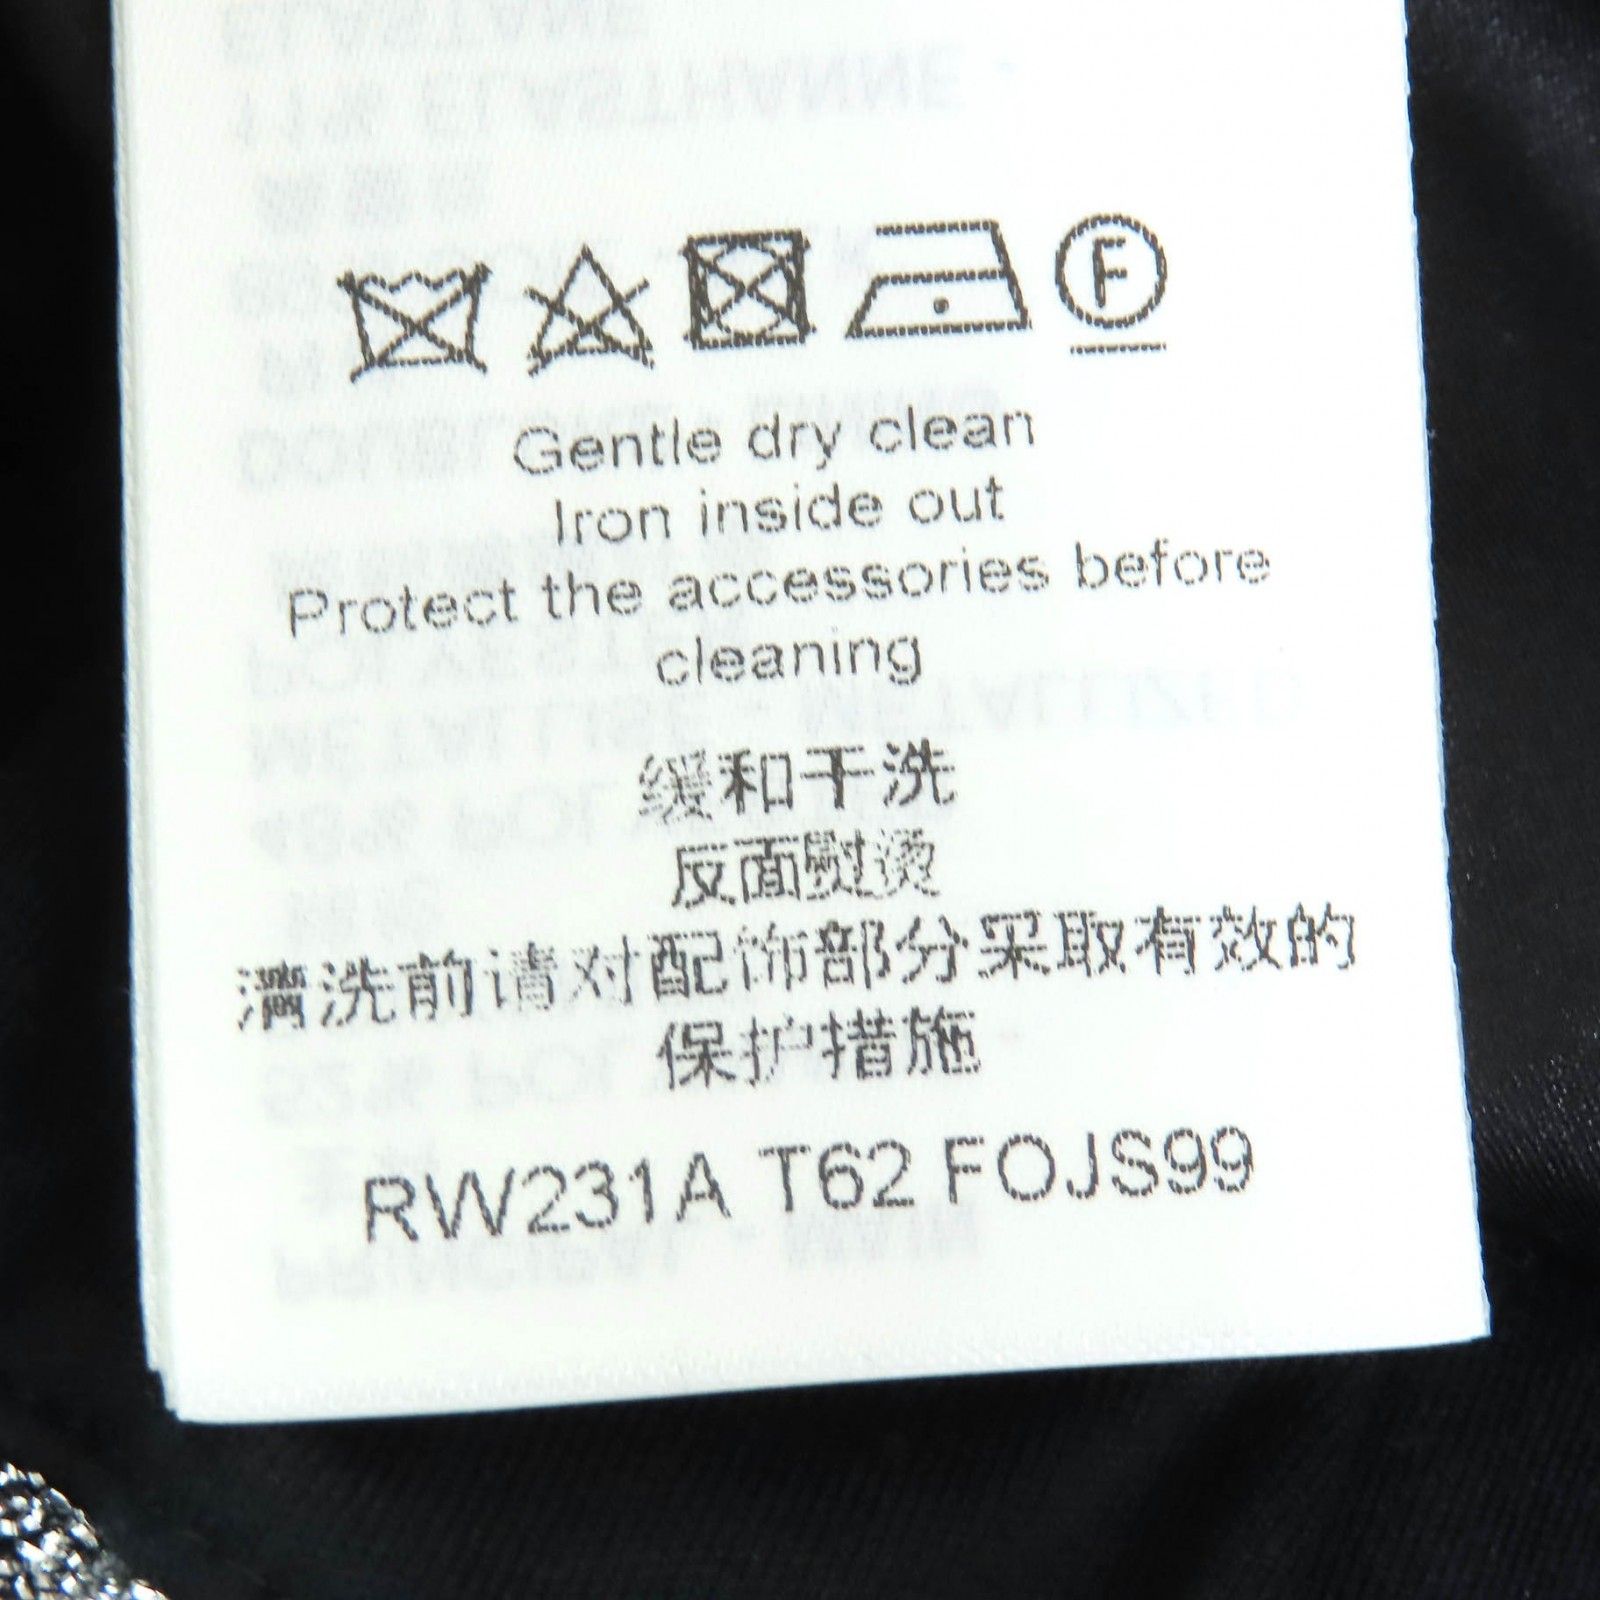 F
Gentle dry clean
Iron inside out
Protect the accessories before
cleaning
缓和干洗
反面熨烫
清洗前请对配饰部分采取有效的
保护措施
RW231A T62 FOJS99